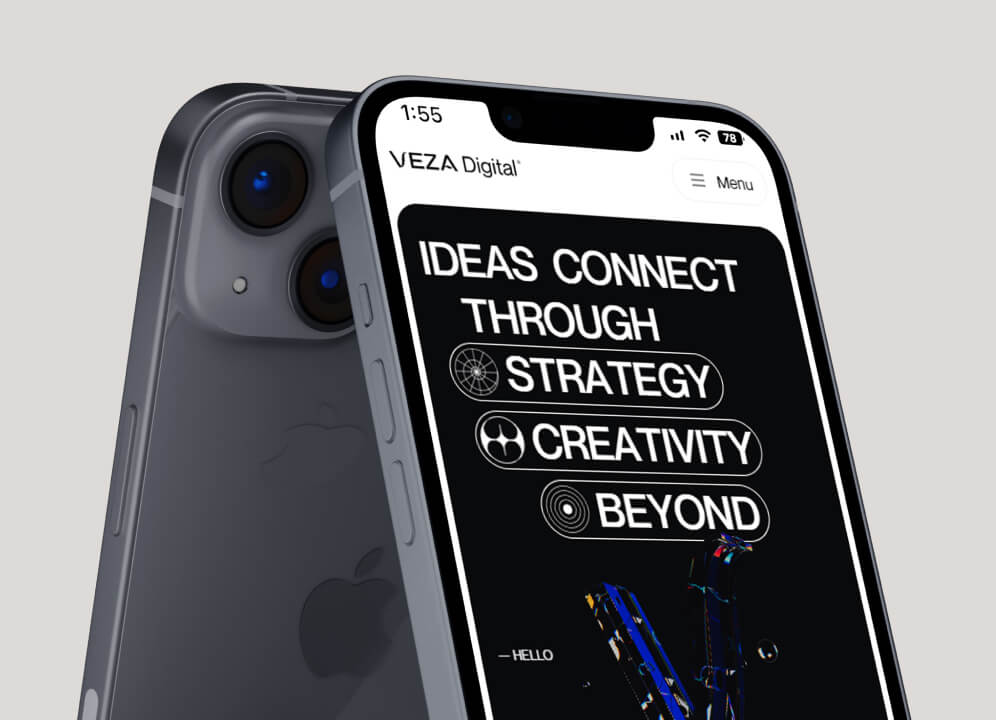 1:55
78
VEZA Digital®
Menu
IDEAS CONNECT
THROUGH
STRATEGY
CREATIVITY
BEYOND
— HELLO